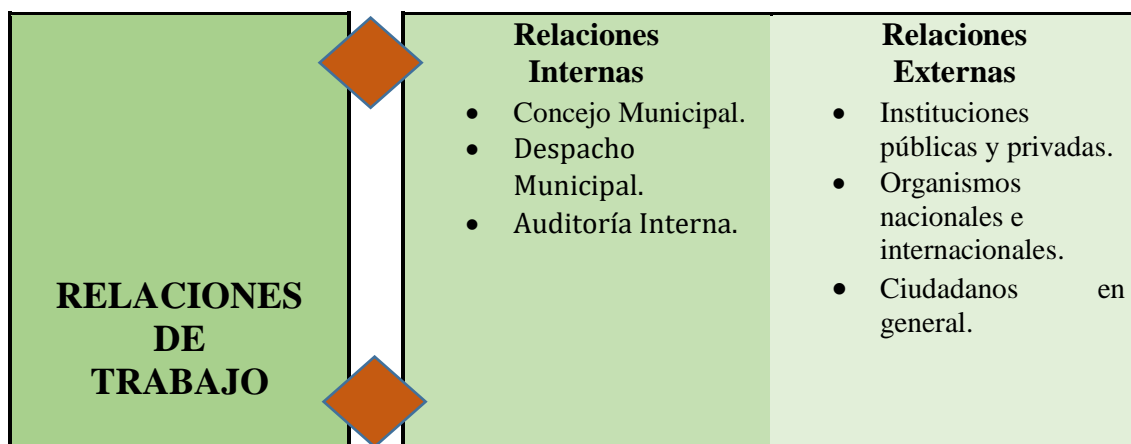 RELACIONES
DE
TRABAJO
Relaciones
Internas
• Concejo Municipal.
• Despacho
Municipal.
• Auditoría Interna.
Relaciones
Externas
• Instituciones
públicas y privadas.
• Organismos
nacionales e
internacionales.
• Ciudadanos en
general.